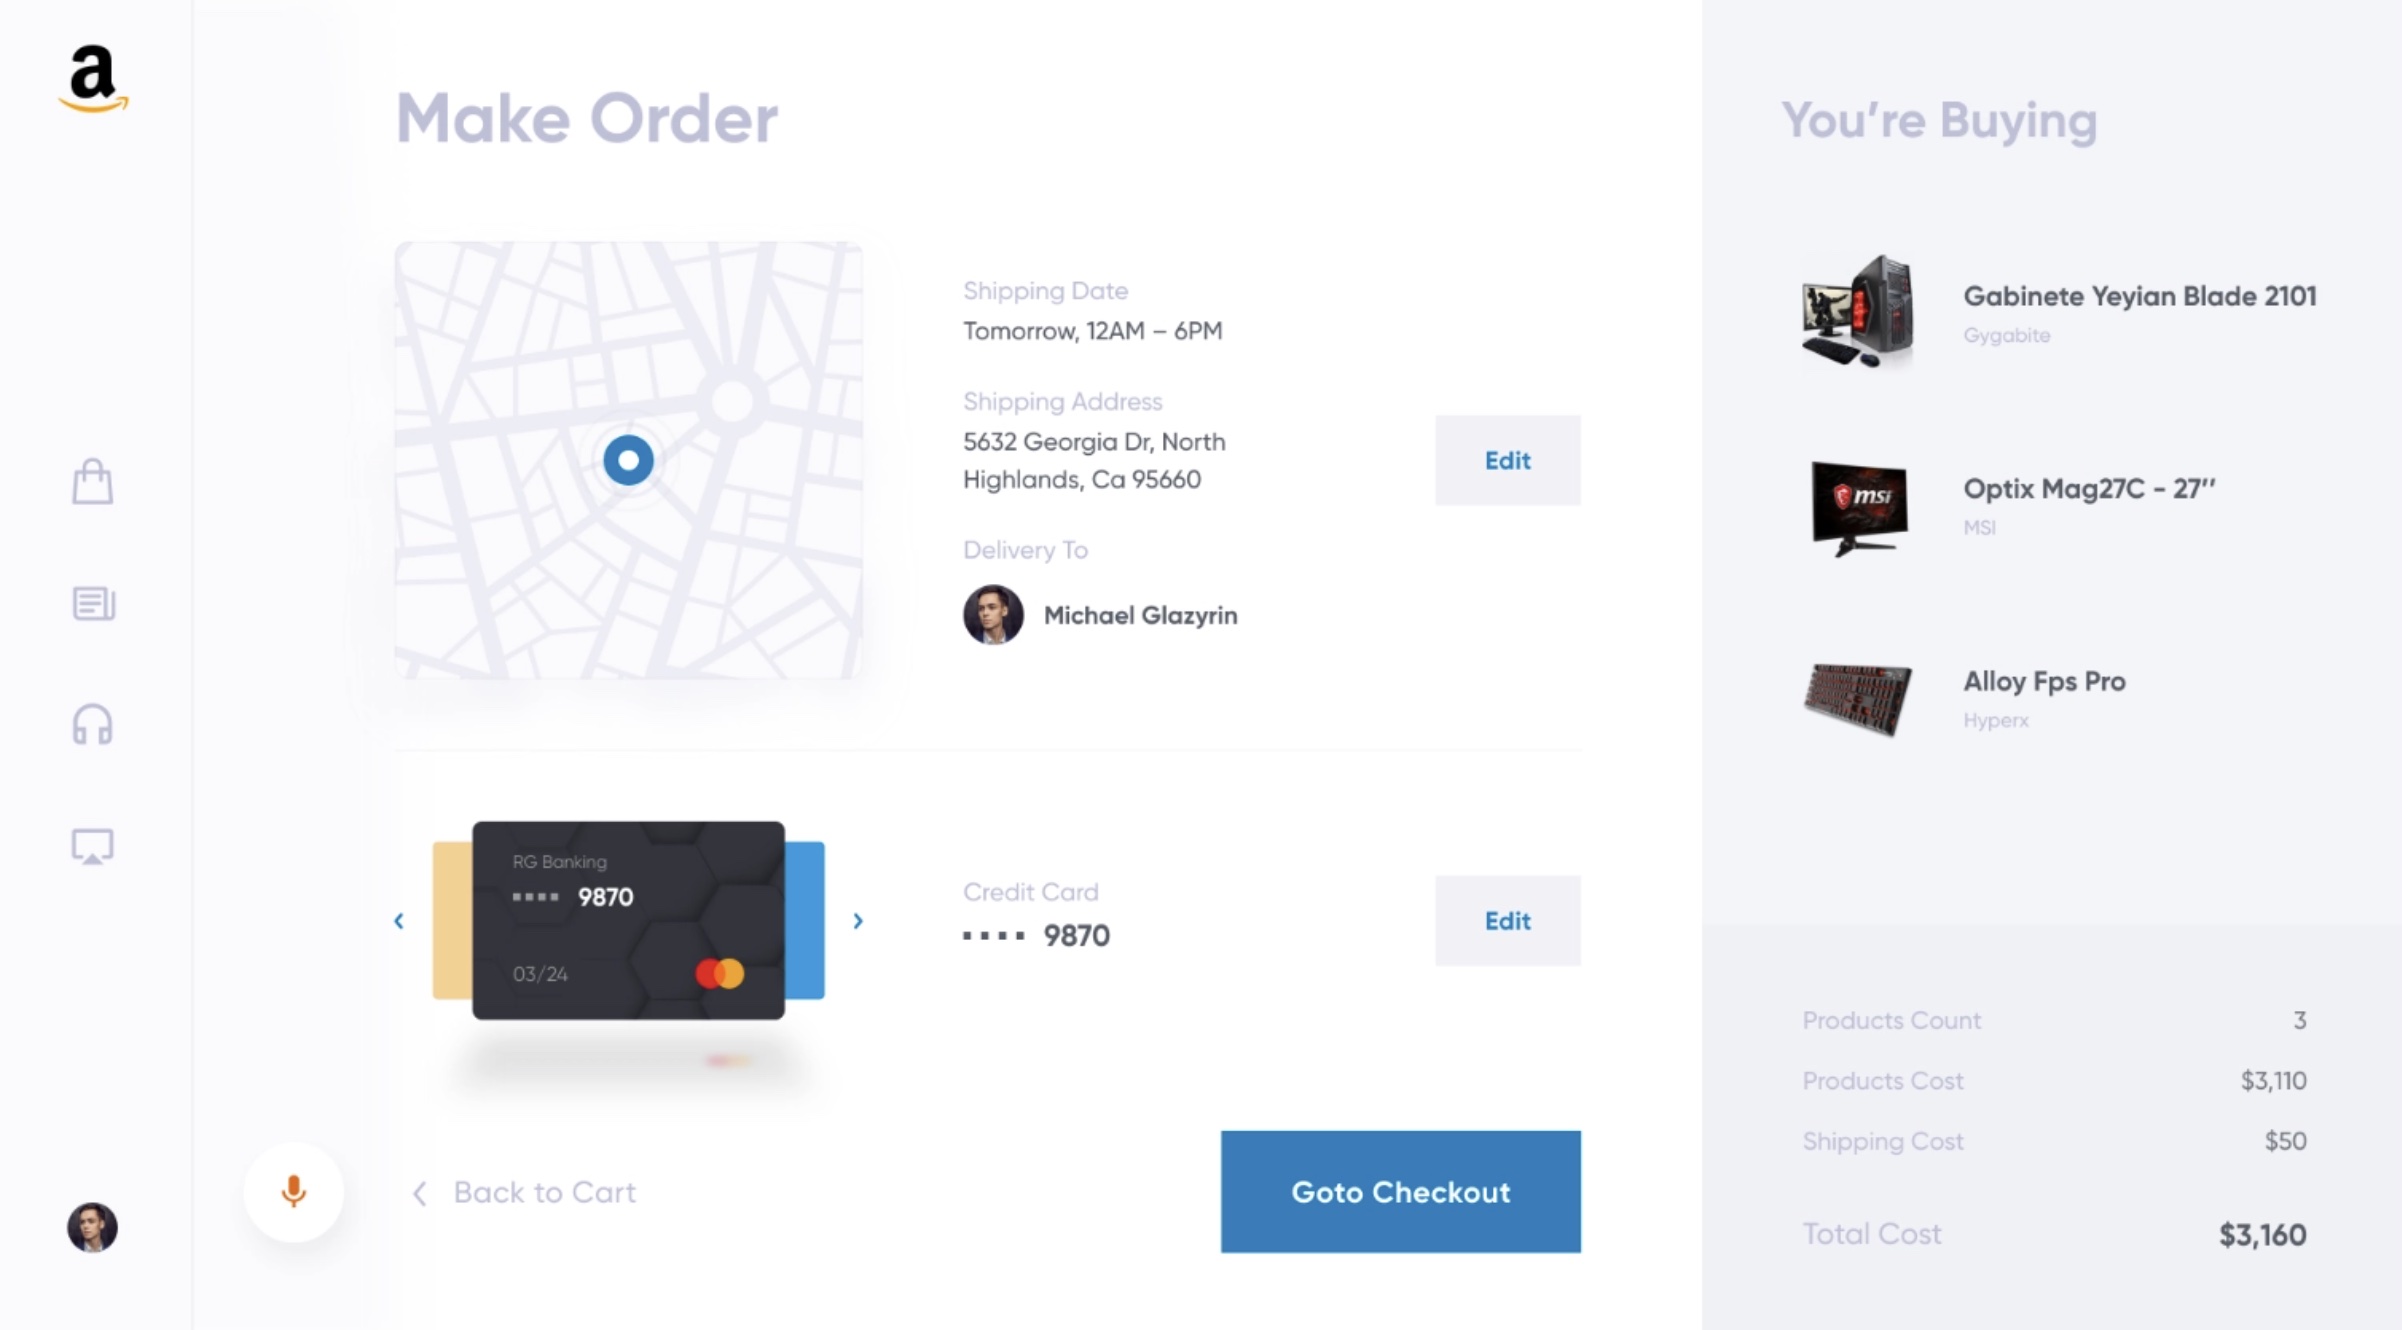 a
Make Order
Shipping Date
Tomorrow, 12AM – 6PM
Shipping Address
5632 Georgia Dr, North
Highlands, Ca 95660
Edit
Delivery To
Michael Glazyrin
RG Banking
9870
03/24
Credit Card
9870
Edit
Back to Cart
Goto Checkout
You’re Buying
Gabinete Yeyian Blade 2101
Gygabite
msi
Optix Mag27C - 27’’
MSI
Alloy Fps Pro
Hyperx
Products Count 3
Products Cost $3,110
Shipping Cost $50
Total Cost $3,160